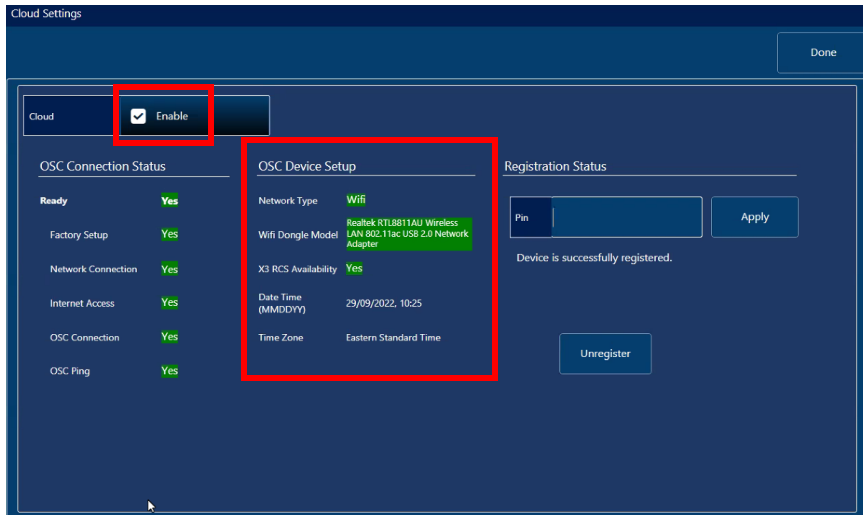 Cloud Settings
Done
Cloud
Enable
OSC Connection Status
Ready Yes
Factory Setup Yes
Network Connection Yes
Internet Access Yes
OSC Connection Yes
OSC Ping Yes
OSC Device Setup
Network Type Wifi
Wifi Dongle Model Realtek RTL8811AU Wireless
LAN 802.11ac USB 2.0 Network
Adapter
X3 RCS Availability Yes
Date Time
(MMDDYY) 29/09/2022, 10:25
Time Zone Eastern Standard Time
Registration Status
Pin
Apply
Device is successfully registered.
Unregister